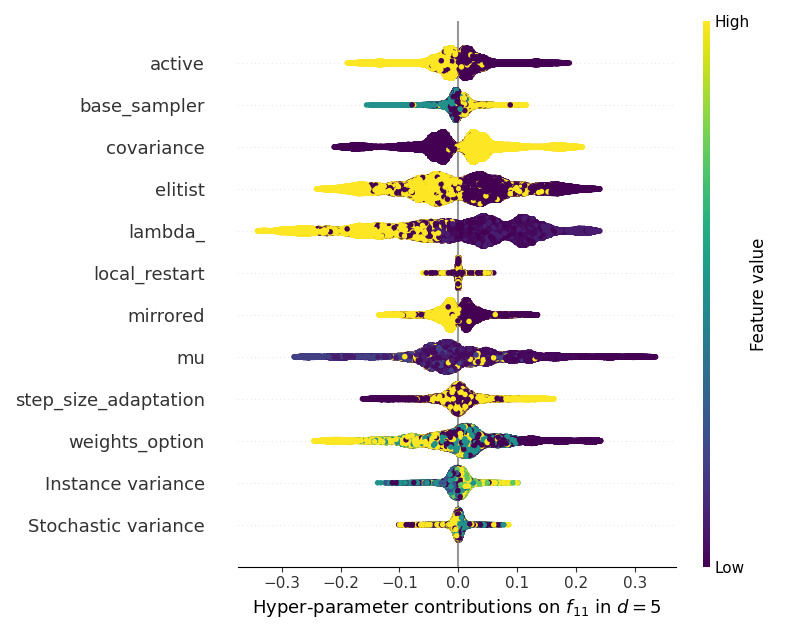 High
active
base_sampler
covariance
elitist
lambda_
local_restart
mirrored
mu
step_size_adaptation
weights_option
Instance variance
Stochastic variance
Feature value
Low
−0.3 −0.2 −0.1 0.0 0.1 0.2 0.3
Hyper-parameter contributions on f₁₁ in d = 5